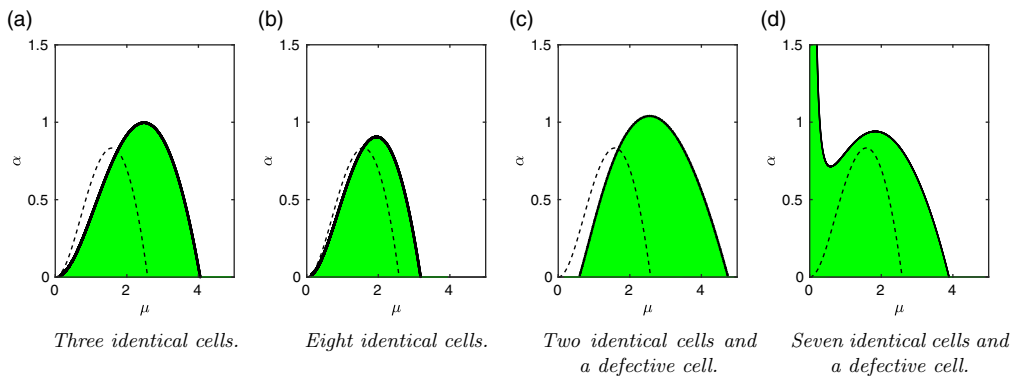 (a)
(b)
(c)
(d)
1.5
1
0.5
0
α
0 2 4
μ
1.5
1
0.5
0
α
0 2 4
μ
1.5
1
0.5
0
α
0 2 4
μ
1.5
1
0.5
0
α
0 2 4
μ
Three identical cells.
Eight identical cells.
Two identical cells and
a defective cell.
Seven identical cells and
a defective cell.